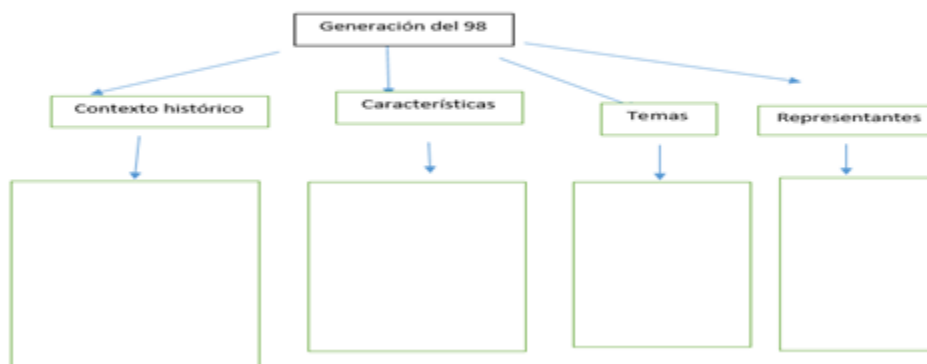 Generación del 98
Contexto histórico
Características
Temas
Representantes